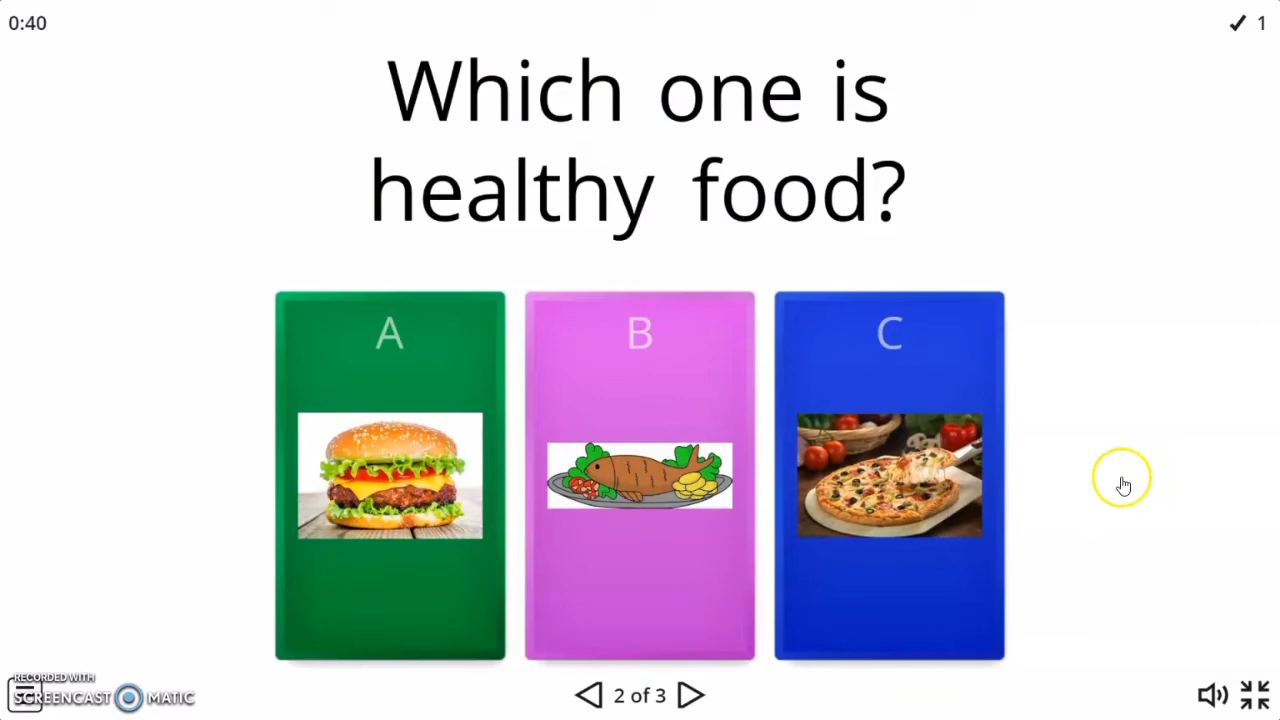 0:40
✓ 1
Which one is
healthy food?
A
B
C
RECORDED WITH
SCREENCAST MATIC
2 of 3